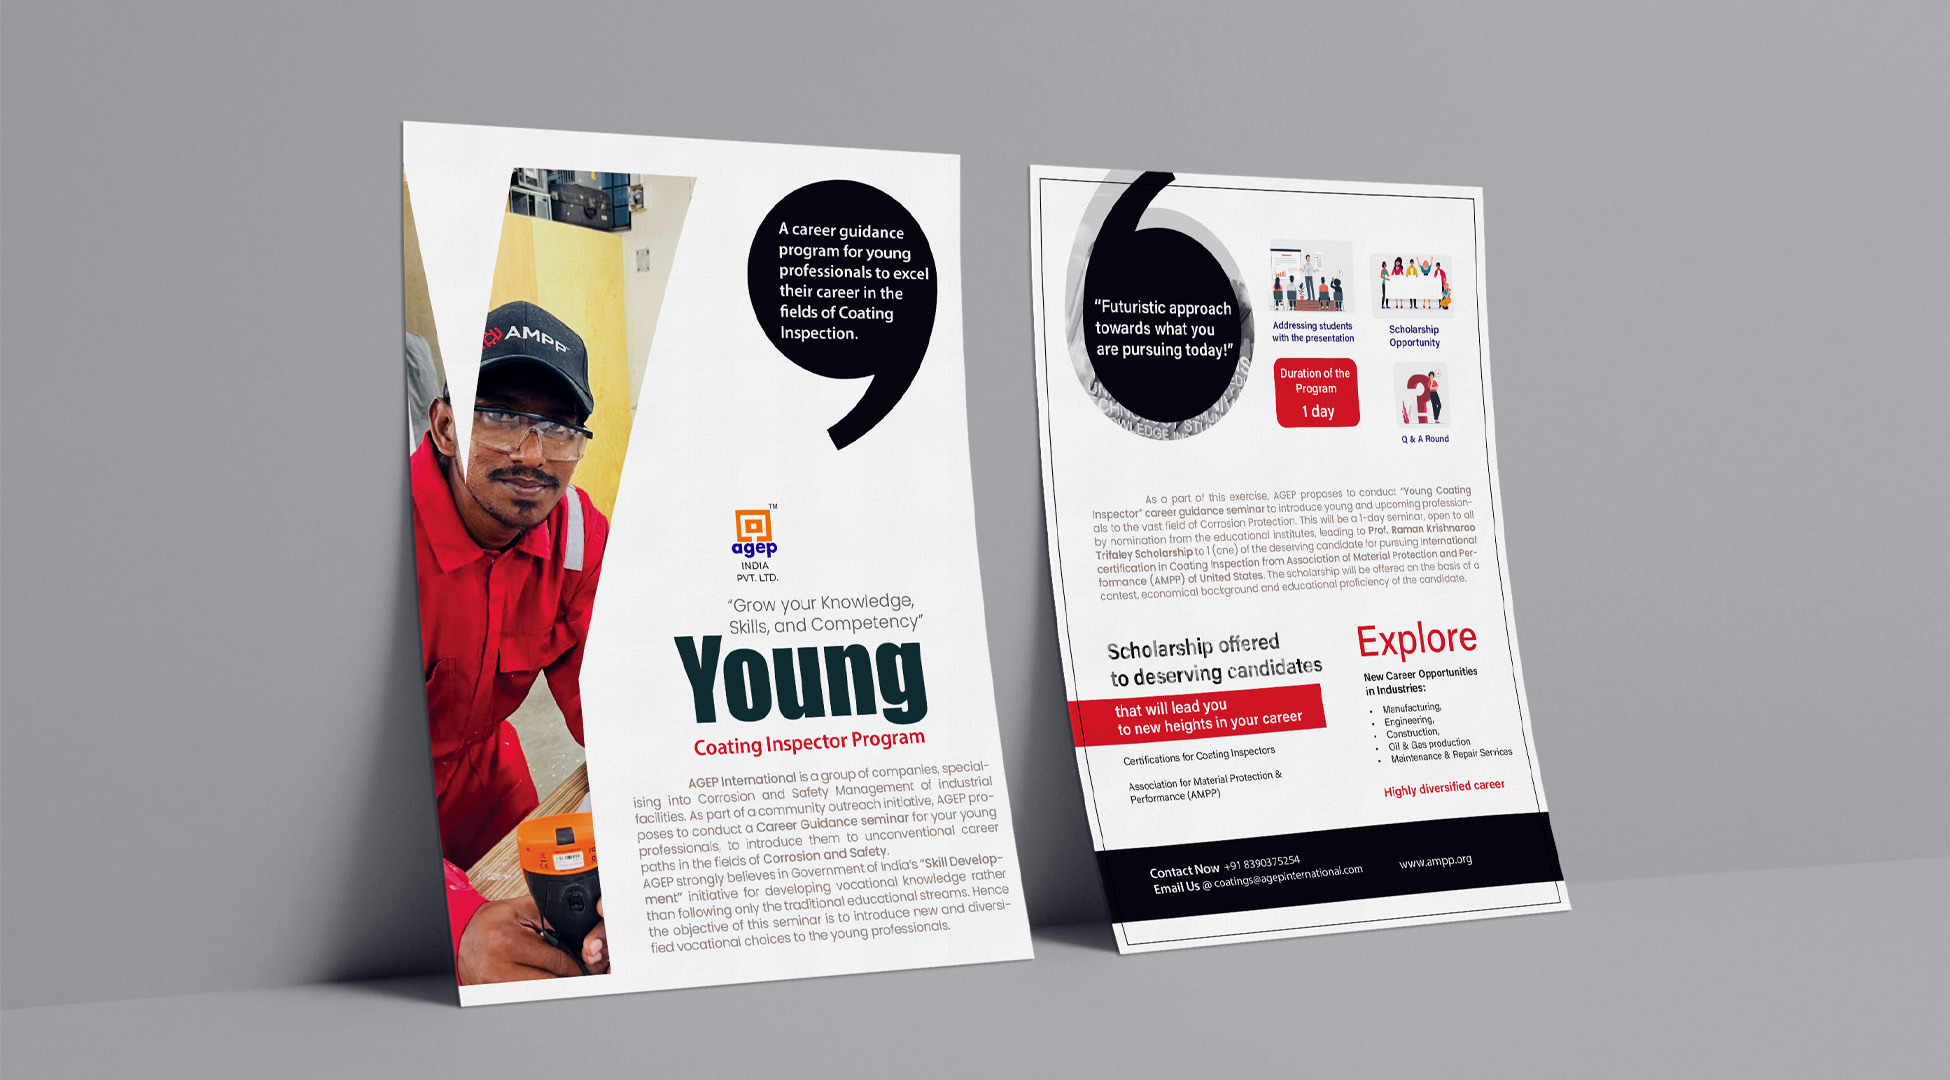 AMPP
A career guidance
program for young
professionals to excel
their career in the
fields of Coating
Inspection.
TM
agep
INDIA
PVT. LTD.
“Grow your Knowledge,
Skills, and Competency”
Young
Coating Inspector Program
AGEP International is a group of companies, special-
ising into Corrosion and Safety Management of industrial
facilities. As part of a community outreach initiative, AGEP pro-
poses to conduct a Career Guidance seminar for your young
professionals, to introduce them to unconventional career
paths in the fields of Corrosion and Safety.
AGEP strongly believes in Government of India’s “Skill Develop-
ment” initiative for developing vocational knowledge rather
than following only the traditional educational streams. Hence
the objective of this seminar is to introduce new and diversi-
fied vocational choices to the young professionals.
“Futuristic approach
towards what you
are pursuing today!”
Addressing students
with the presentation
Scholarship
Opportunity
Duration of the
Program
1 day
Q & A Round
As a part of this exercise, AGEP proposes to conduct “Young Coating
Inspector” career guidance seminar to introduce young and upcoming profession-
als to the vast field of Corrosion Protection. This will be a 1-day seminar, open to all
by nomination from the educational institutes, leading to Prof. Raman Krishnarao
Trifaley Scholarship to 1 (one) of the deserving candidate for pursuing International
certification in Coating Inspection from Association of Material Protection and Per-
formance (AMPP) of United States. The scholarship will be offered on the basis of a
contest, economical background and educational proficiency of the candidate.
Scholarship offered
to deserving candidates
that will lead you
to new heights in your career
Certifications for Coating Inspectors
Association for Material Protection &
Performance (AMPP)
Explore
New Career Opportunities
in Industries:
• Manufacturing,
• Engineering,
• Construction,
• Oil & Gas production
• Maintenance & Repair Services
Highly diversified career
Contact Now +91 8390375254
Email Us @ coatings@agepinternational.com
www.ampp.org